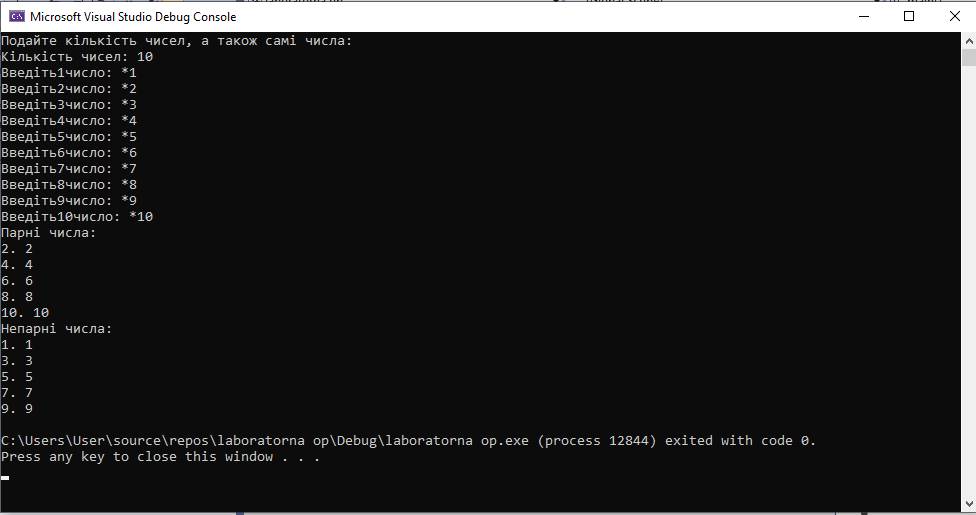 Microsoft Visual Studio Debug Console
Подайте кількість чисел, а також самі числа:
Кількість чисел: 10
Введіть1число: *1
Введіть2число: *2
Введіть3число: *3
Введіть4число: *4
Введіть5число: *5
Введіть6число: *6
Введіть7число: *7
Введіть8число: *8
Введіть9число: *9
Введіть10число: *10
Парні числа:
2. 2
4. 4
6. 6
8. 8
10. 10
Непарні числа:
1. 1
3. 3
5. 5
7. 7
9. 9
C:\Users\User\source\repos\laboratorna op\Debug\laboratorna op.exe (process 12844) exited with code 0.
Press any key to close this window . . .